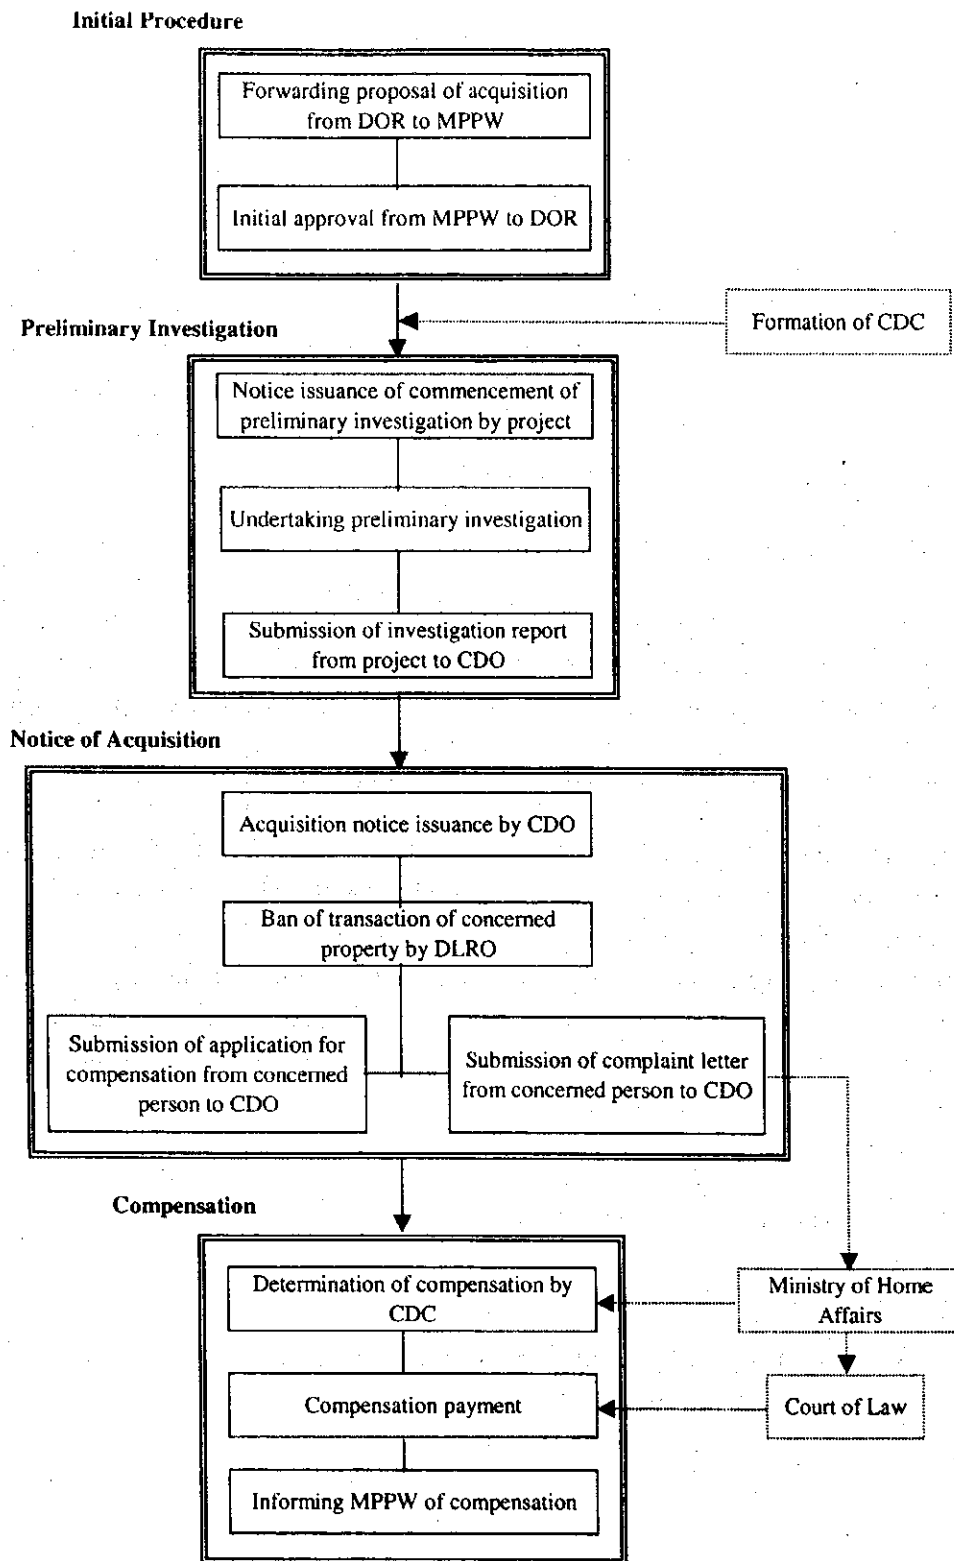 Initial Procedure
Forwarding proposal of acquisition
from DOR to MPPW
Initial approval from MPPW to DOR
Preliminary Investigation
Formation of CDC
Notice issuance of commencement of
preliminary investigation by project
Undertaking preliminary investigation
Submission of investigation report
from project to CDO
Notice of Acquisition
Acquisition notice issuance by CDO
Ban of transaction of concerned
property by DLRO
Submission of application for
compensation from concerned
person to CDO
Submission of complaint letter
from concerned person to CDO
Compensation
Determination of compensation by
CDC
Ministry of Home
Affairs
Compensation payment
Court of Law
Informing MPPW of compensation